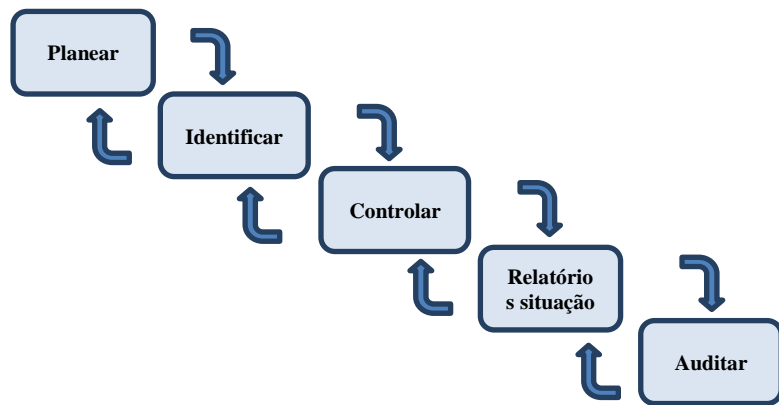 Planear
Identificar
Controlar
Relatório
s situação
Auditar